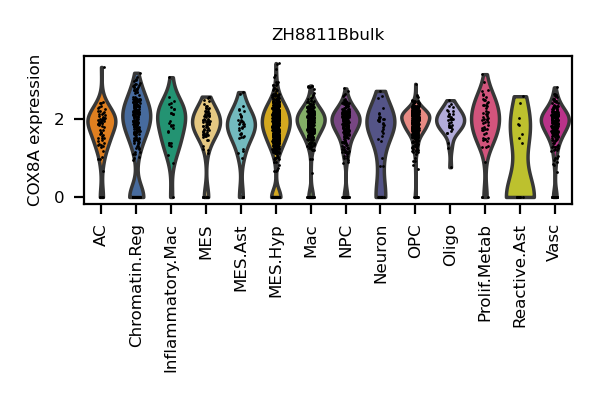 ZH8811Bbulk
COX8A expression
2
0
AC
Chromatin.Reg
Inflammatory.Mac
MES
MES.Ast
MES.Hyp
Mac
NPC
Neuron
OPC
Oligo
Prolif.Metab
Reactive.Ast
Vasc